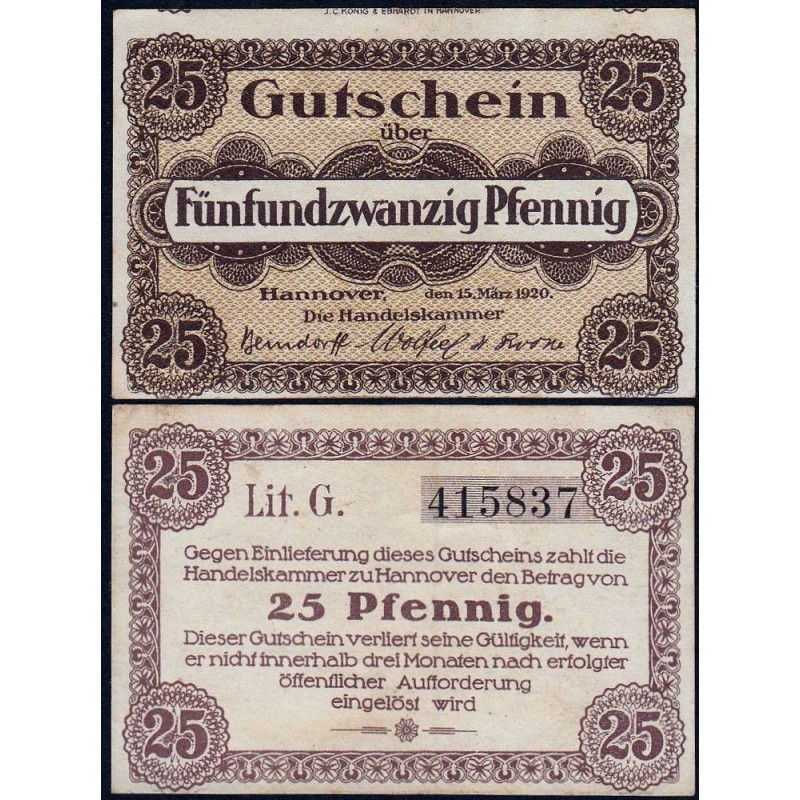 J.C. KÖNIG & EBHARDT IN HANNOVER.
25 25
Gutschein
über
Fünfundzwanzig Pfennig
Hannover, den 15. März 1920.
Die Handelskammer
25 Beindorff 25
25 25
Lit. G. 415837
Gegen Einlieferung dieses Gutscheins zahlt die
Handelskammer zu Hannover den Betrag von
25 Pfennig.
Dieser Gutschein verliert seine Gültigkeit, wenn
er nicht innerhalb drei Monaten nach erfolgter
öffentlicher Aufforderung
eingelöst wird
25 25